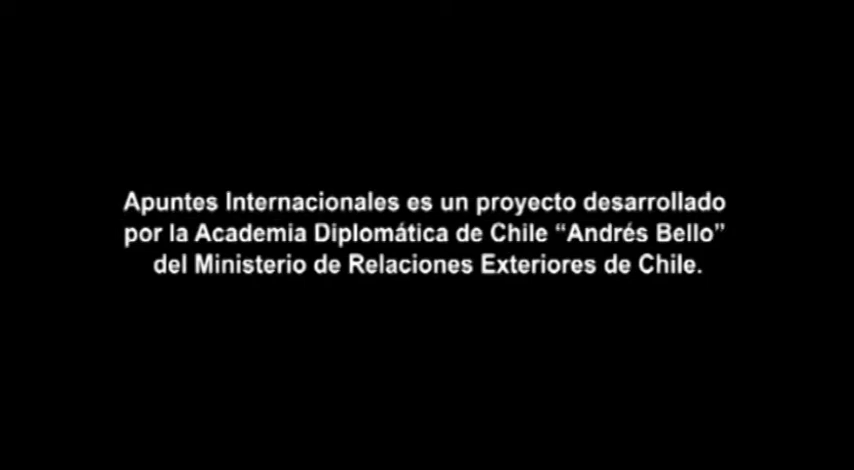 Apuntes Internacionales es un proyecto desarrollado
por la Academia Diplomática de Chile “Andrés Bello”
del Ministerio de Relaciones Exteriores de Chile.